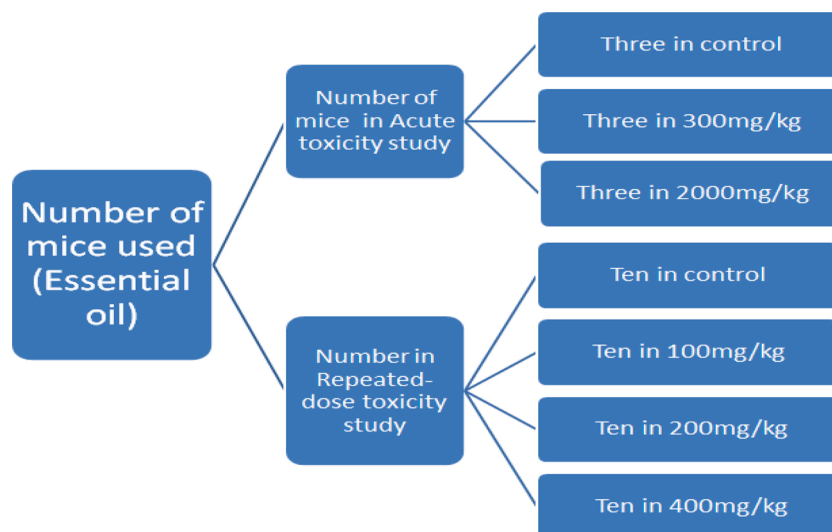 Number of
mice used
(Essential
oil)
Number of
mice in Acute
toxicity study
Three in control
Three in 300mg/kg
Three in 2000mg/kg
Number in
Repeated-
dose toxicity
study
Ten in control
Ten in 100mg/kg
Ten in 200mg/kg
Ten in 400mg/kg